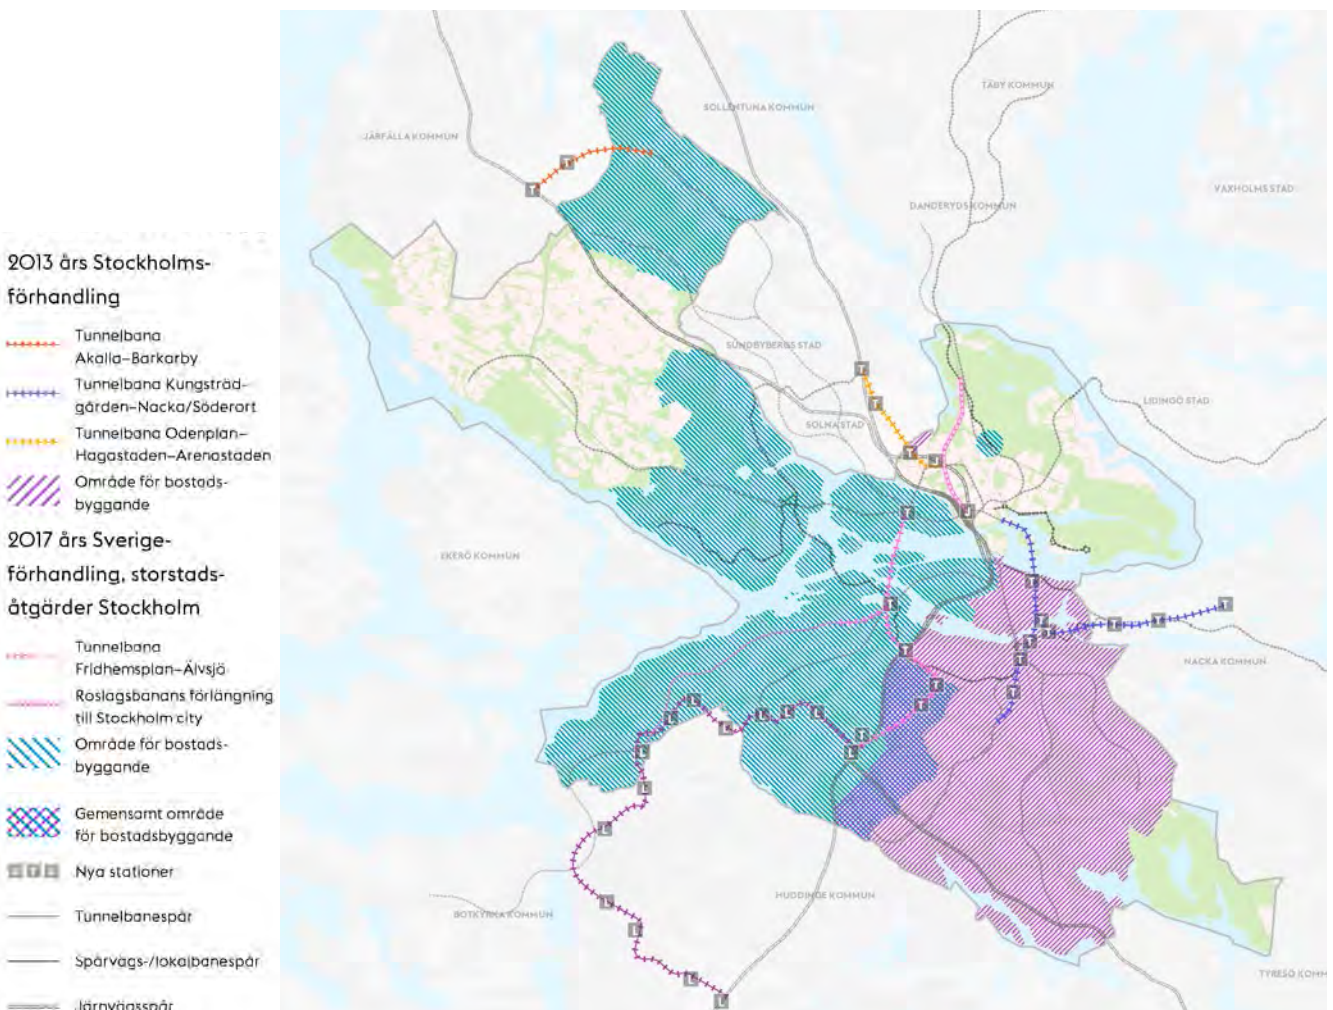 2013 års Stockholms-
förhandling
Tunnelbana
Akalla–Barkarby
Tunnelbana Kungsträd-
gården–Nacka/Söderort
Tunnelbana Odenplan–
Hagastaden–Arenastaden
Område för bostads-
byggande
2017 års Sverige-
förhandling, storstads-
åtgärder Stockholm
Tunnelbana
Fridhemsplan–Älvsjö
Roslagsbanans förlängning
till Stockholm city
Område för bostads-
byggande
Gemensamt område
för bostadsbyggande
Nya stationer
Tunnelbanespår
Spårvägs-/lokalbanespår
Järnvägsspår
JÄRFÄLLA KOMMUN
SOLLENTUNA KOMMUN
TÄBY KOMMUN
VAXHOLMS STAD
DANDERYDS KOMMUN
SUNDBYBERGS STAD
SOLNA STAD
LIDINGÖ STAD
EKERÖ KOMMUN
NACKA KOMMUN
HUDDINGE KOMMUN
BOTKYRKA KOMMUN
TYRESÖ KOMM
T
T
T
T
T
J
T
J
T
T
T
T
T
T
T
T
T
T
T
T
T
T
L
L
L
L
L
L
L
L
L
L
L
L
L
L